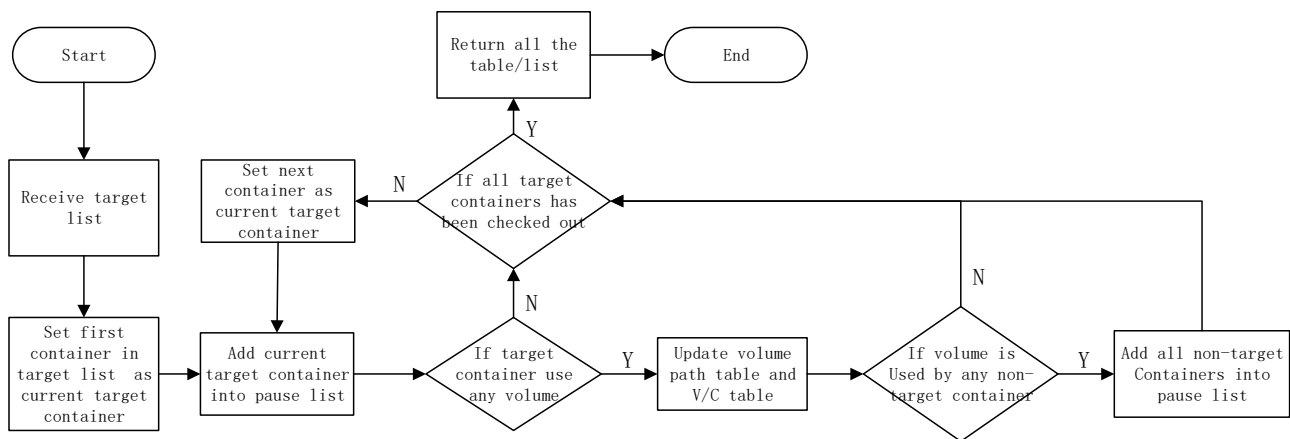 Start
Return all the
table/list
End
Y
Receive target
list
Set next
container as
current target
container
N
If all target
containers has
been checked out
N
N
Set first
container in
target list  as
current target
container
Add current
target container
into pause list
If target
container use
any volume
Y
Update volume
path table and
V/C table
If volume is
Used by any non-
target container
Y
Add all non-target
Containers into
pause list